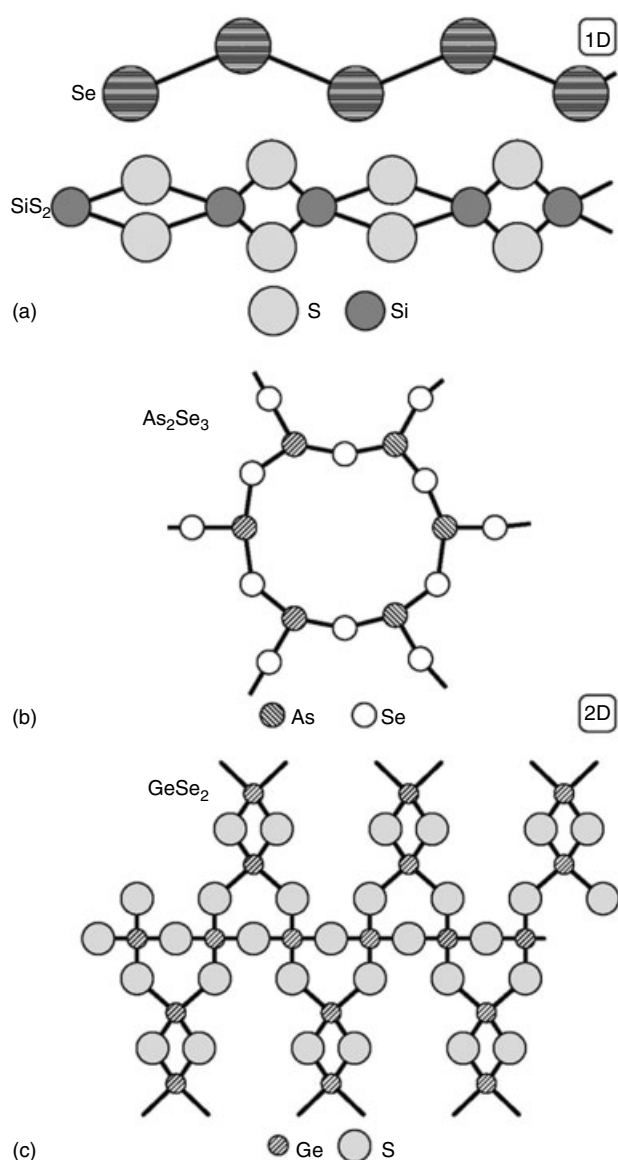 1D
Se
SiS₂
S Si
(a)
As₂Se₃
As Se
(b)
2D
GeSe₂
Ge S
(c)